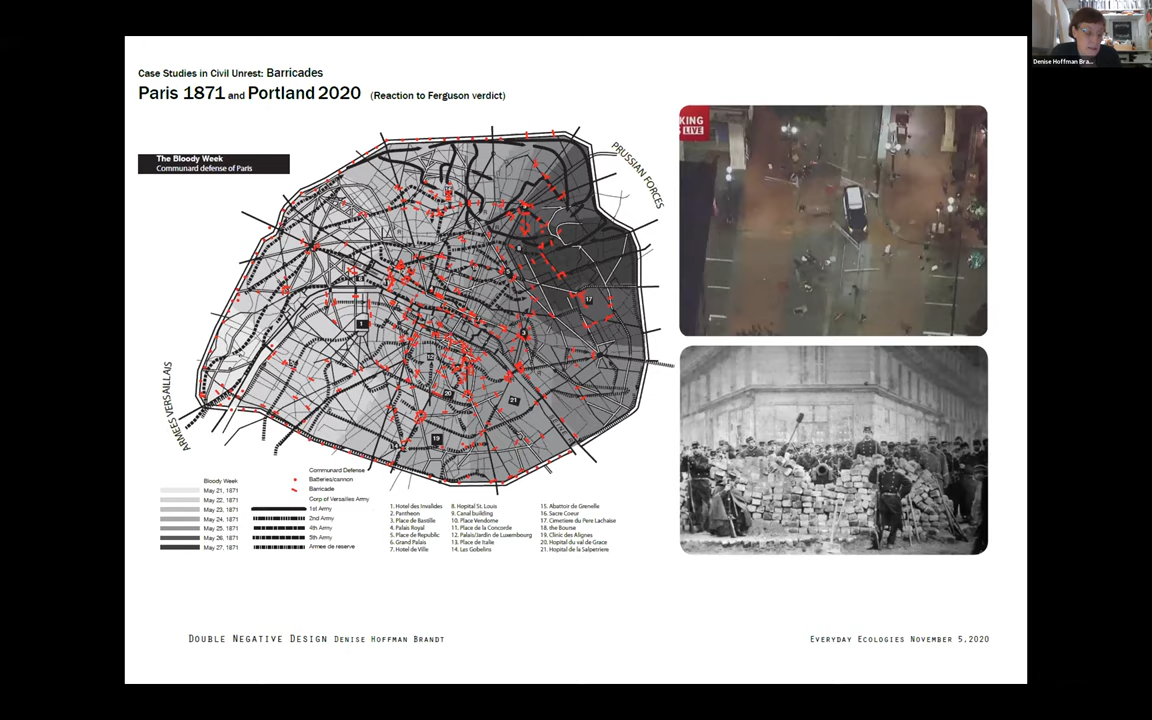 Denise Hoffman Bra...
Case Studies in Civil Unrest: Barricades
Paris 1871 and Portland 2020 (Reaction to Ferguson verdict)
The Bloody Week
Communard defense of Paris
PRUSSIAN FORCES
ARMEES VERSAILLAIS
KING
LIVE
1
3
17
19
20
21
Bloody Week
May 21, 1871
May 22, 1871
May 23, 1871
May 24, 1871
May 25, 1871
May 26, 1871
May 27, 1871
Communard Defense
Batteries/cannon
Barricade
Corp of Versailles Army
1st Army
2nd Army
4th Army
5th Army
Armee de reserve
1. Hotel des Invalides
2. Pantheon
3. Place de Bastille
4. Palais Royal
5. Place de Republic
6. Grand Palais
7. Hotel de Ville
8. Hopital St. Louis
9. Canal building
10. Place Vendome
11. Place de la Concorde
12. Palais/Jardin de Luxembourg
13. Place de Italie
14. Les Gobelins
15. Abattoir de Grenelle
16. Sacre Coeur
17. Cimetiere du Pere Lachaise
18. the Bourse
19. Clinic des Alignes
20. Hopital du val de Grace
21. Hopital de la Salpetriere
DOUBLE NEGATIVE DESIGN DENISE HOFFMAN BRANDT
EVERYDAY ECOLOGIES NOVEMBER 5,2020